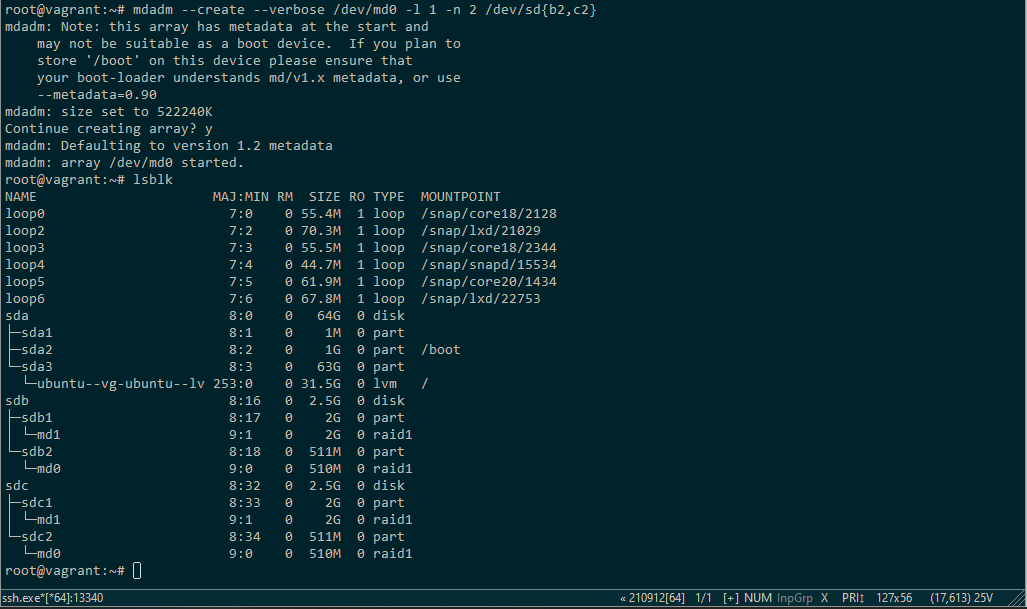 root@vagrant:~# mdadm --create --verbose /dev/md0 -l 1 -n 2 /dev/sd{b2,c2}
mdadm: Note: this array has metadata at the start and
    may not be suitable as a boot device.  If you plan to
    store '/boot' on this device please ensure that
    your boot-loader understands md/v1.x metadata, or use
    --metadata=0.90
mdadm: size set to 522240K
Continue creating array? y
mdadm: Defaulting to version 1.2 metadata
mdadm: array /dev/md0 started.
root@vagrant:~# lsblk
NAME                      MAJ:MIN RM  SIZE RO TYPE  MOUNTPOINT
loop0                       7:0    0 55.4M  1 loop  /snap/core18/2128
loop2                       7:2    0 70.3M  1 loop  /snap/lxd/21029
loop3                       7:3    0 55.5M  1 loop  /snap/core18/2344
loop4                       7:4    0 44.7M  1 loop  /snap/snapd/15534
loop5                       7:5    0 61.9M  1 loop  /snap/core20/1434
loop6                       7:6    0 67.8M  1 loop  /snap/lxd/22753
sda                         8:0    0   64G  0 disk
├─sda1                      8:1    0    1M  0 part
├─sda2                      8:2    0    1G  0 part  /boot
└─sda3                      8:3    0   63G  0 part
  └─ubuntu--vg-ubuntu--lv 253:0    0 31.5G  0 lvm   /
sdb                         8:16   0  2.5G  0 disk
├─sdb1                      8:17   0    2G  0 part
│ └─md1                     9:1    0    2G  0 raid1
└─sdb2                      8:18   0  511M  0 part
  └─md0                     9:0    0  510M  0 raid1
sdc                         8:32   0  2.5G  0 disk
├─sdc1                      8:33   0    2G  0 part
│ └─md1                     9:1    0    2G  0 raid1
└─sdc2                      8:34   0  511M  0 part
  └─md0                     9:0    0  510M  0 raid1
root@vagrant:~#
ssh.exe*[*64]:13340 « 210912[64] 1/1 [+] NUM InpGrp X PRI↕ 127x56 (17,613) 25V